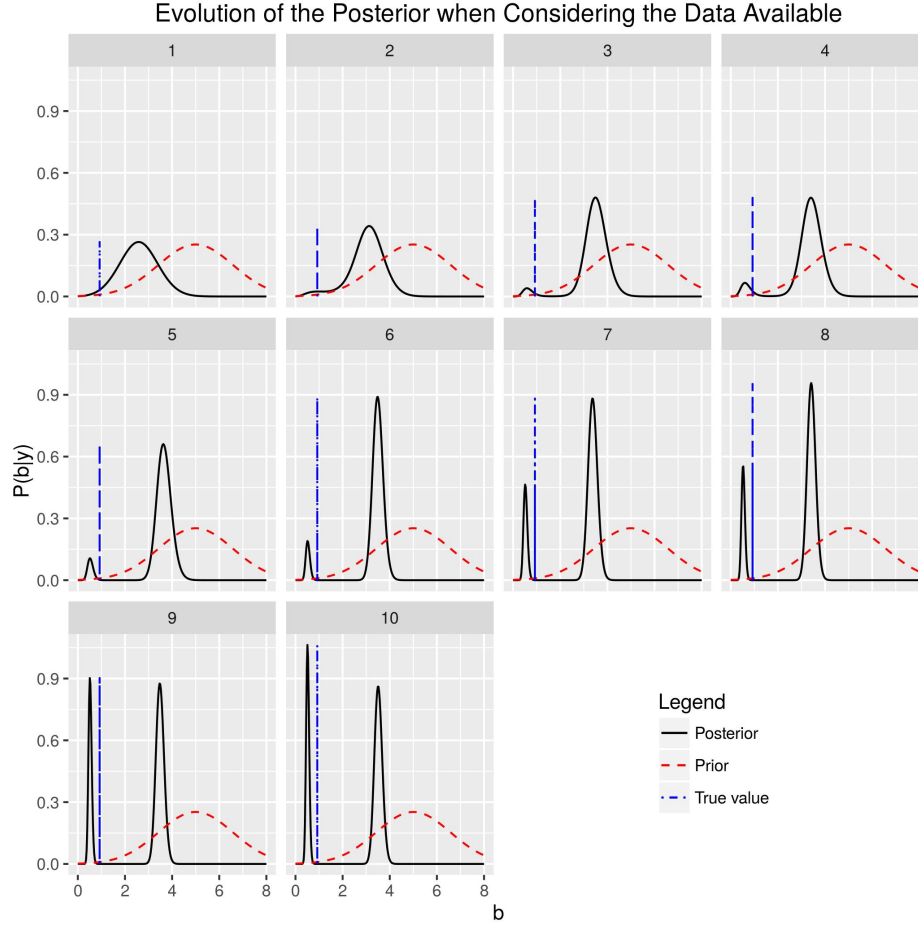 Evolution of the Posterior when Considering the Data Available
1 2 3 4
0.9
0.6
0.3
0.0
5 6 7 8
0.9
0.6
0.3
0.0
P(b|y)
9 10
0.9
0.6
0.3
0.0
0 2 4 6 8 0 2 4 6 8
b
Legend
Posterior
Prior
True value